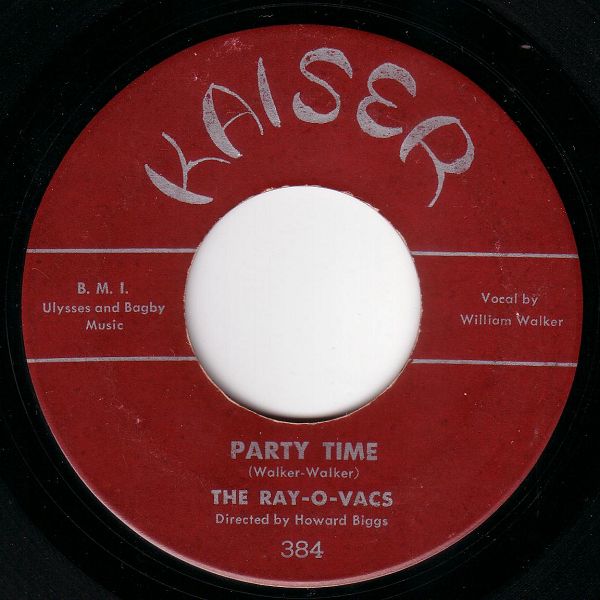 KAISER
B. M. I.
Ulysses and Bagby
Music
Vocal by
William Walker
PARTY TIME
(Walker-Walker)
THE RAY-O-VACS
Directed by Howard Biggs
384